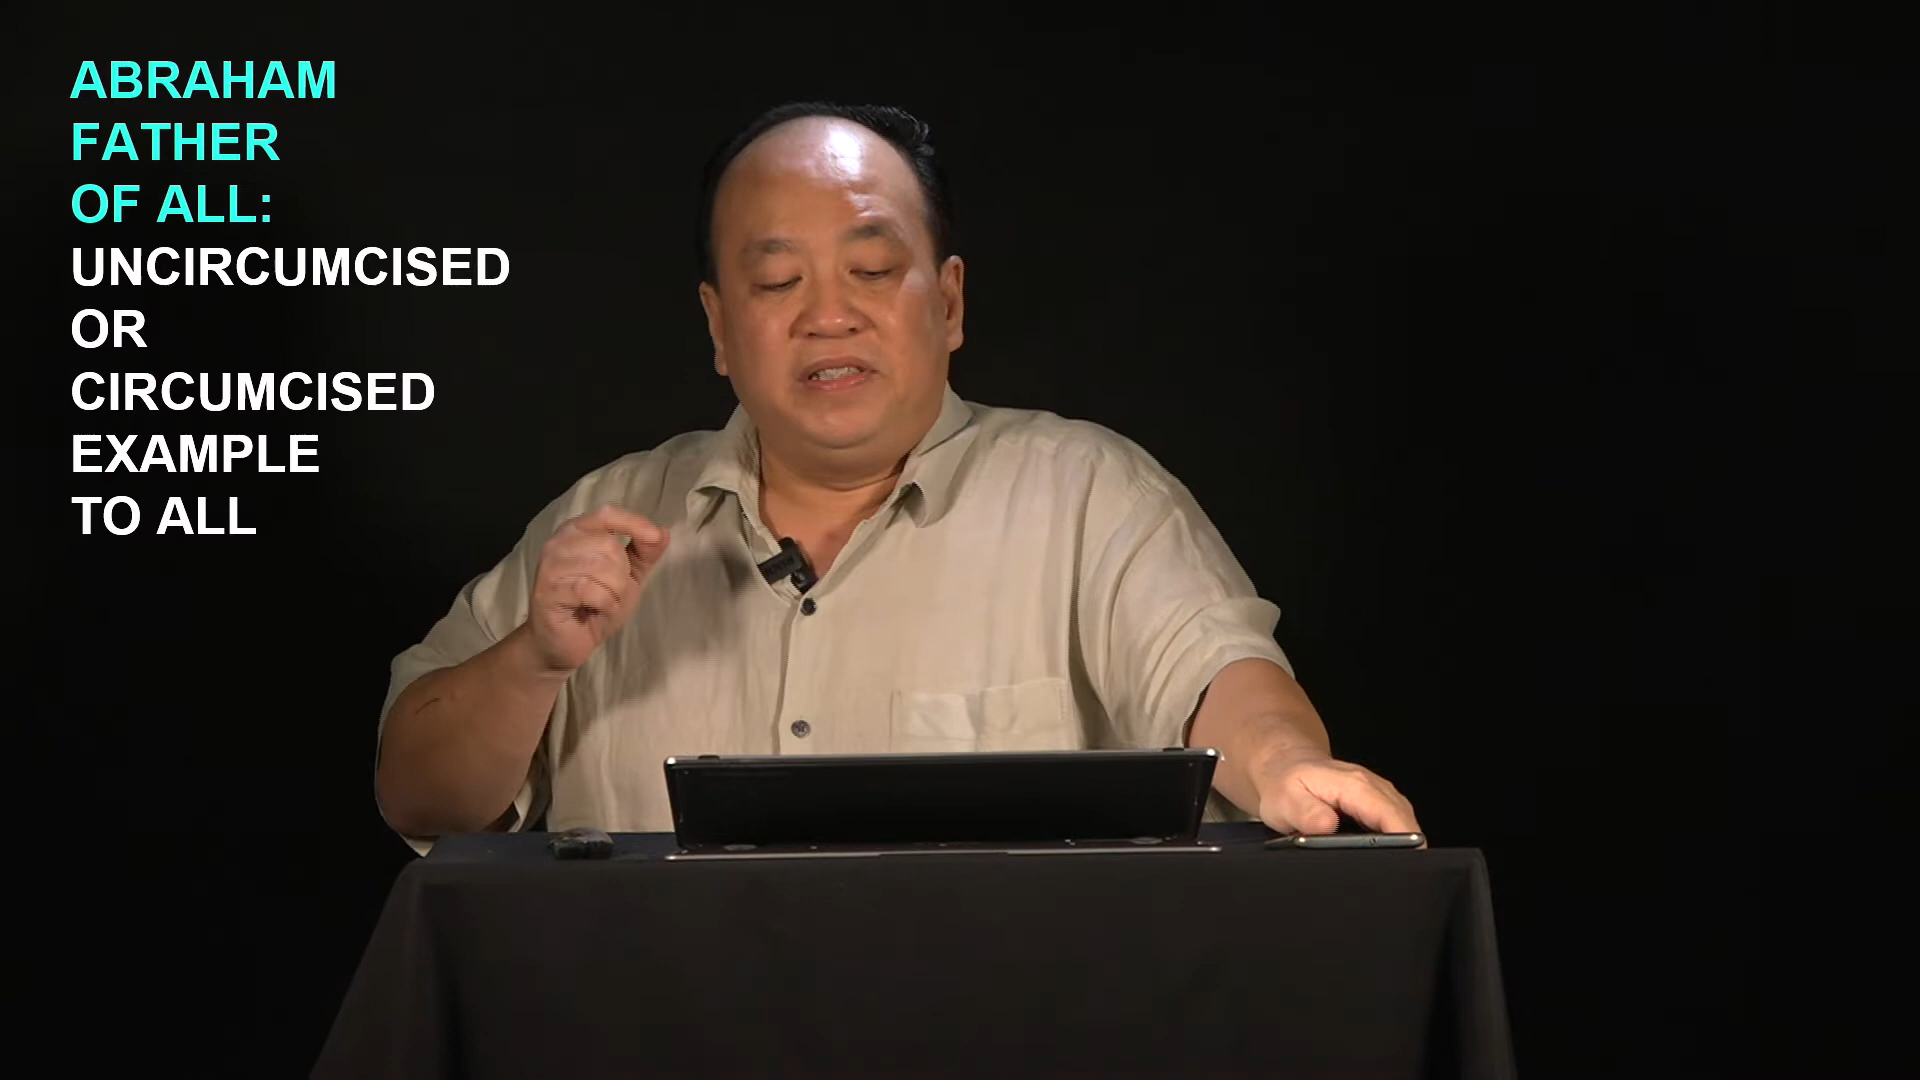 ABRAHAM
FATHER
OF ALL:
UNCIRCUMCISED
OR
CIRCUMCISED
EXAMPLE
TO ALL